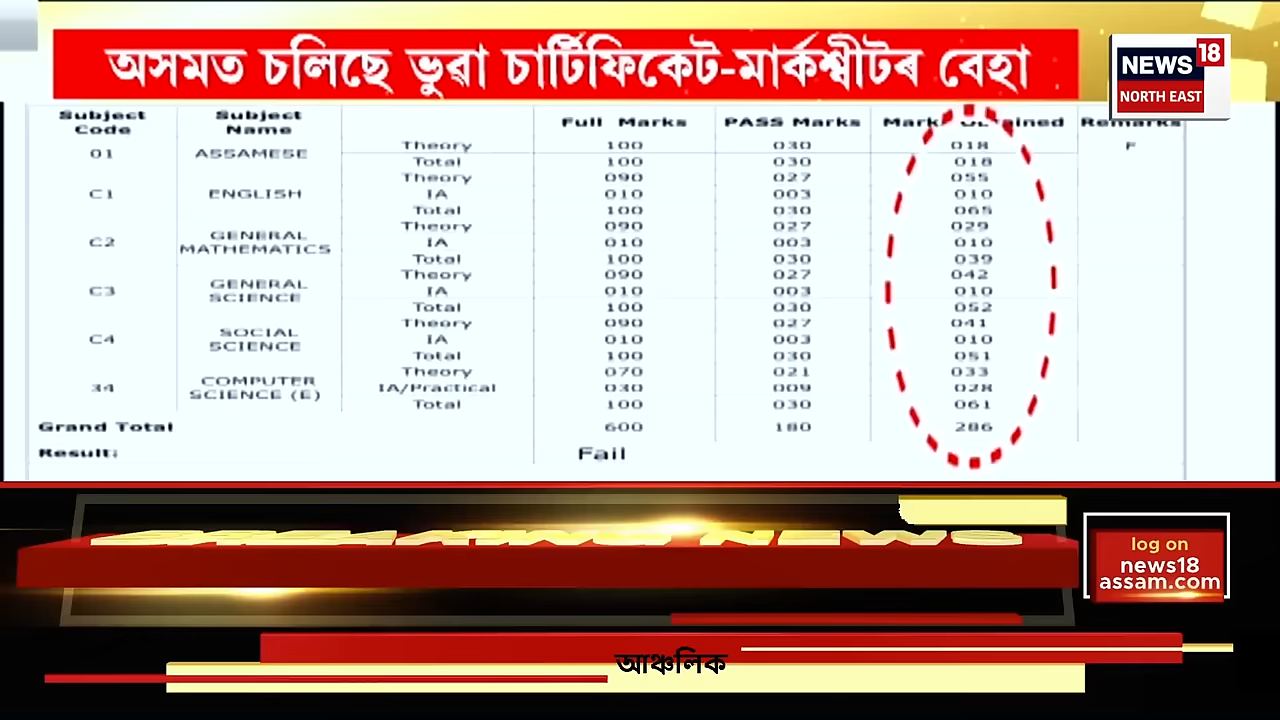 অসমত চলিছে ভুৱা চাৰ্টিফিকেট-মাৰ্কশ্বীটৰ বেহা
NEWS 18
NORTH EAST
Subject Code Subject Name Full Marks PASS Marks Remarks
01 ASSAMESE Theory 100 030 018 F
Total 100 030 018
Theory 090 027 055
C1 ENGLISH IA 010 003 010
Total 100 030 065
Theory 090 027 029
C2 GENERAL MATHEMATICS IA 010 003 010
Total 100 030 039
Theory 090 027 042
C3 GENERAL SCIENCE IA 010 003 010
Total 100 030 052
Theory 090 027 041
C4 SOCIAL SCIENCE IA 010 003 010
Total 100 030 051
Theory 070 021 033
34 COMPUTER SCIENCE (E) IA/Practical 030 009 028
Total 100 030 061
Grand Total 600 180 286
Result: Fail
BREAKING NEWS
log on
news18
assam.com
আঞ্চলিক